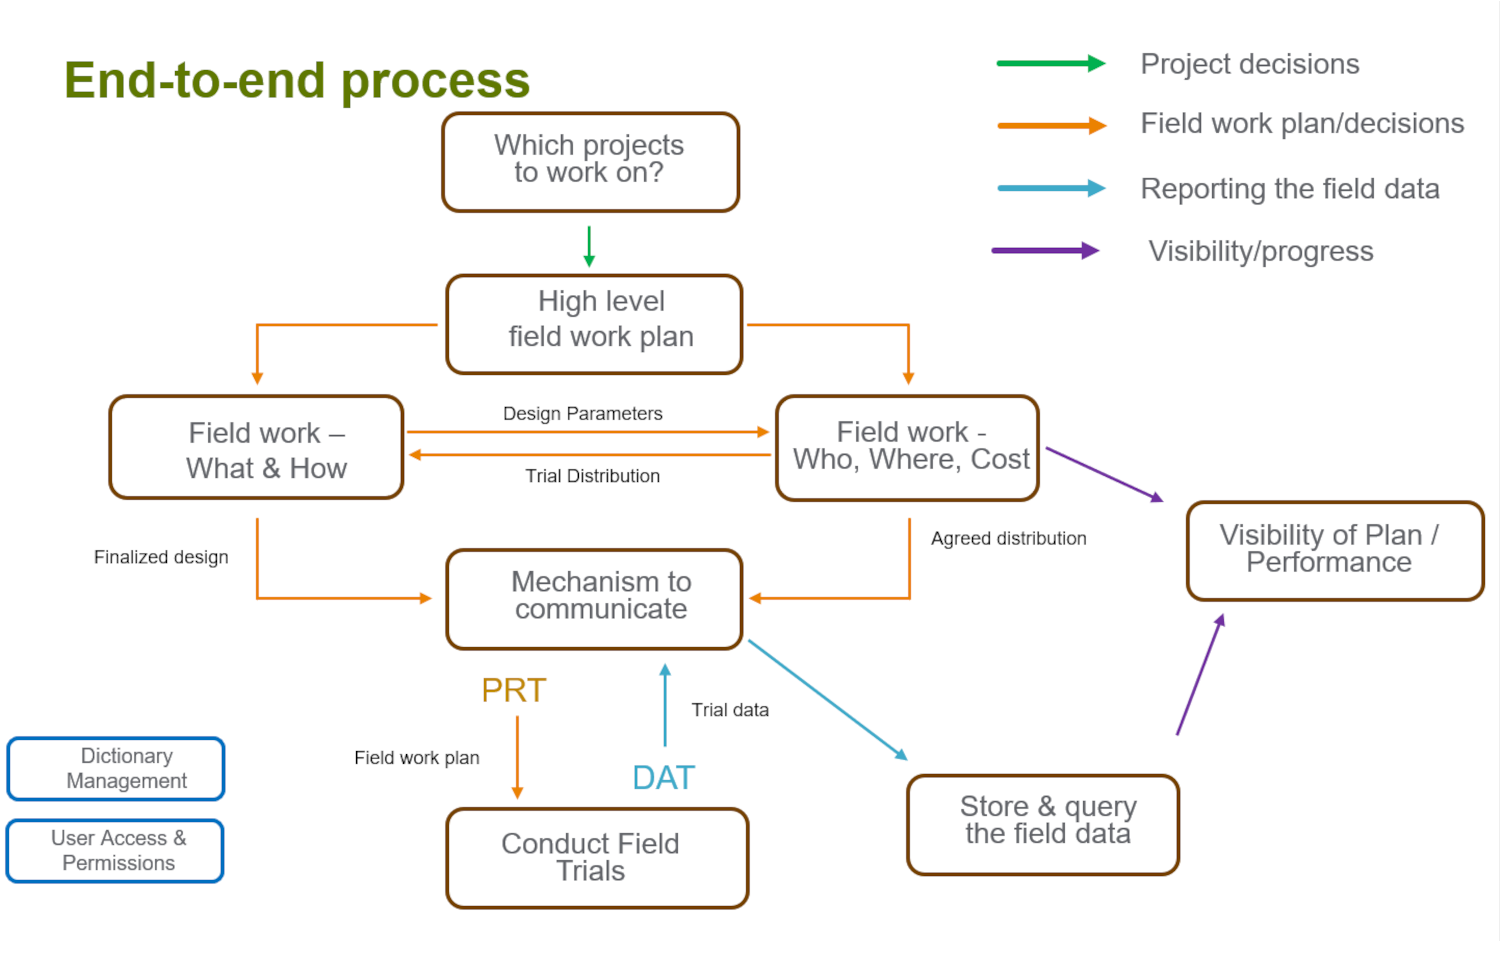 End-to-end process
Project decisions
Field work plan/decisions
Reporting the field data
Visibility/progress
Which projects
to work on?
High level
field work plan
Field work –
What & How
Design Parameters
Trial Distribution
Field work -
Who, Where, Cost
Finalized design
Agreed distribution
Visibility of Plan /
Performance
Mechanism to
communicate
PRT
Trial data
Field work plan
DAT
Dictionary
Management
User Access &
Permissions
Conduct Field
Trials
Store & query
the field data